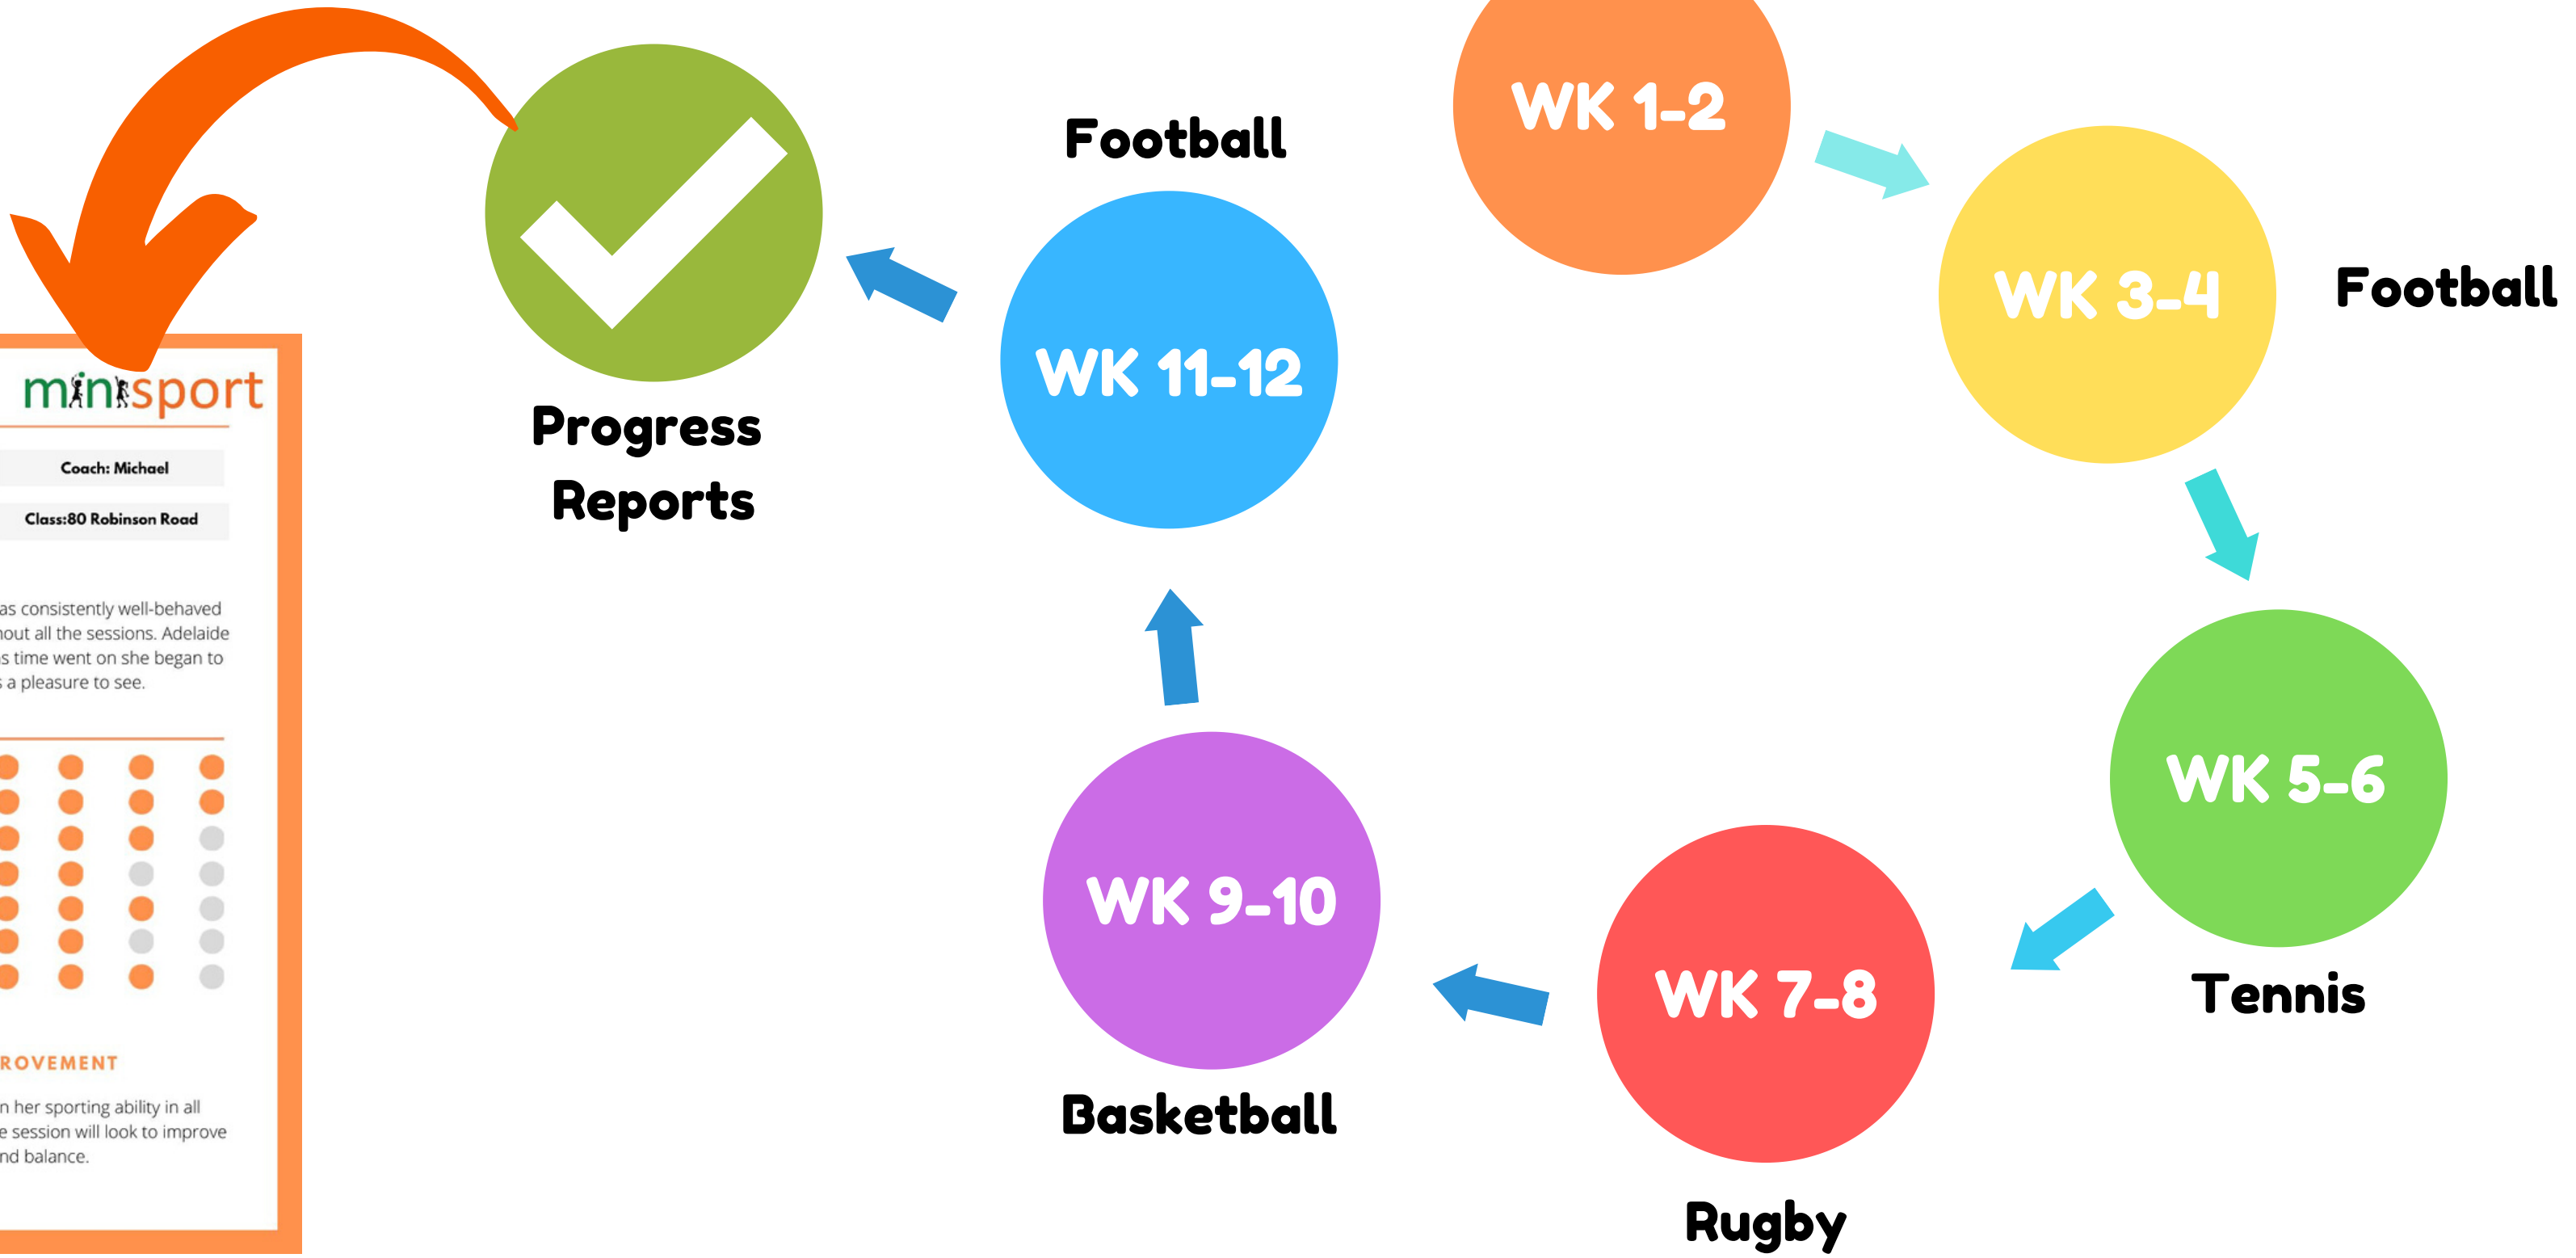 WK 1-2
WK 3-4
Football
WK 5-6
Tennis
WK 7-8
Rugby
WK 9-10
Basketball
Football
WK 11-12
Progress
Reports
minisport
Coach: Michael
Class:80 Robinson Road
as consistently well-behaved
out all the sessions. Adelaide
s time went on she began to
a pleasure to see.
ROVEMENT
n her sporting ability in all
e session will look to improve
nd balance.